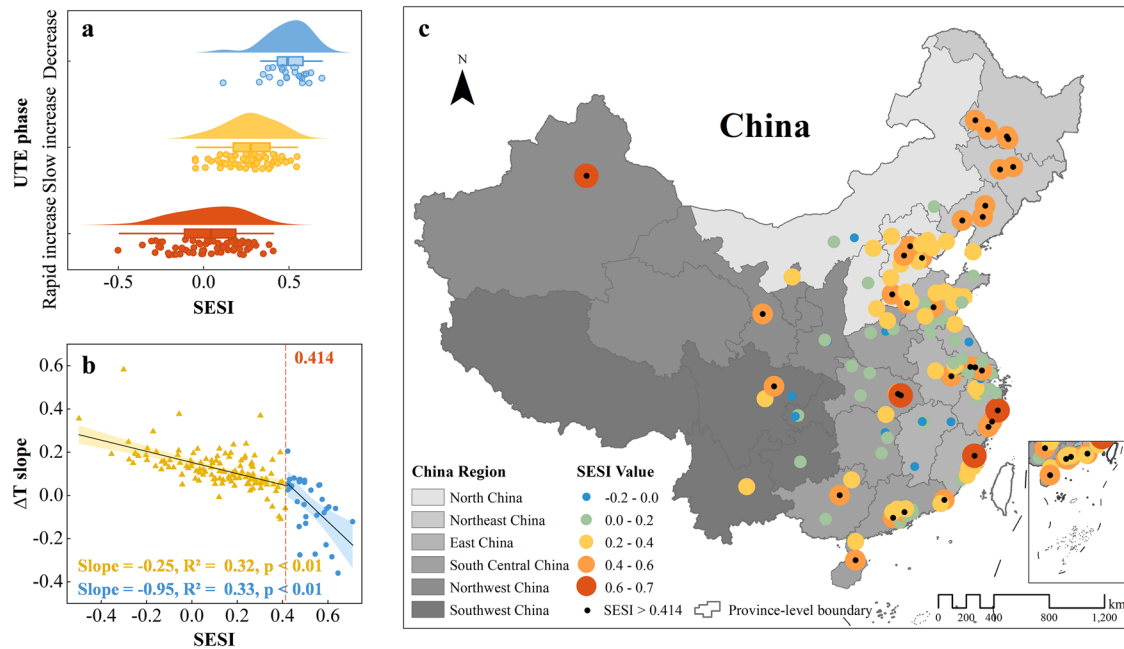 a
UTE phase
Decrease
Slow increase
Rapid increase
-0.5
0.0
0.5
SESI
b
0.414
0.6
0.4
0.2
0.0
-0.2
-0.4
ΔT slope
Slope = -0.25, R² = 0.32, p < 0.01
Slope = -0.95, R² = 0.33, p < 0.01
-0.4
-0.2
0.0
0.2
0.4
0.6
SESI
c
N
China
China Region
North China
Northeast China
East China
South Central China
Northwest China
Southwest China
SESI Value
-0.2 - 0.0
0.0 - 0.2
0.2 - 0.4
0.4 - 0.6
0.6 - 0.7
SESI > 0.414
Province-level boundary
km
0 200 400 800 1,200